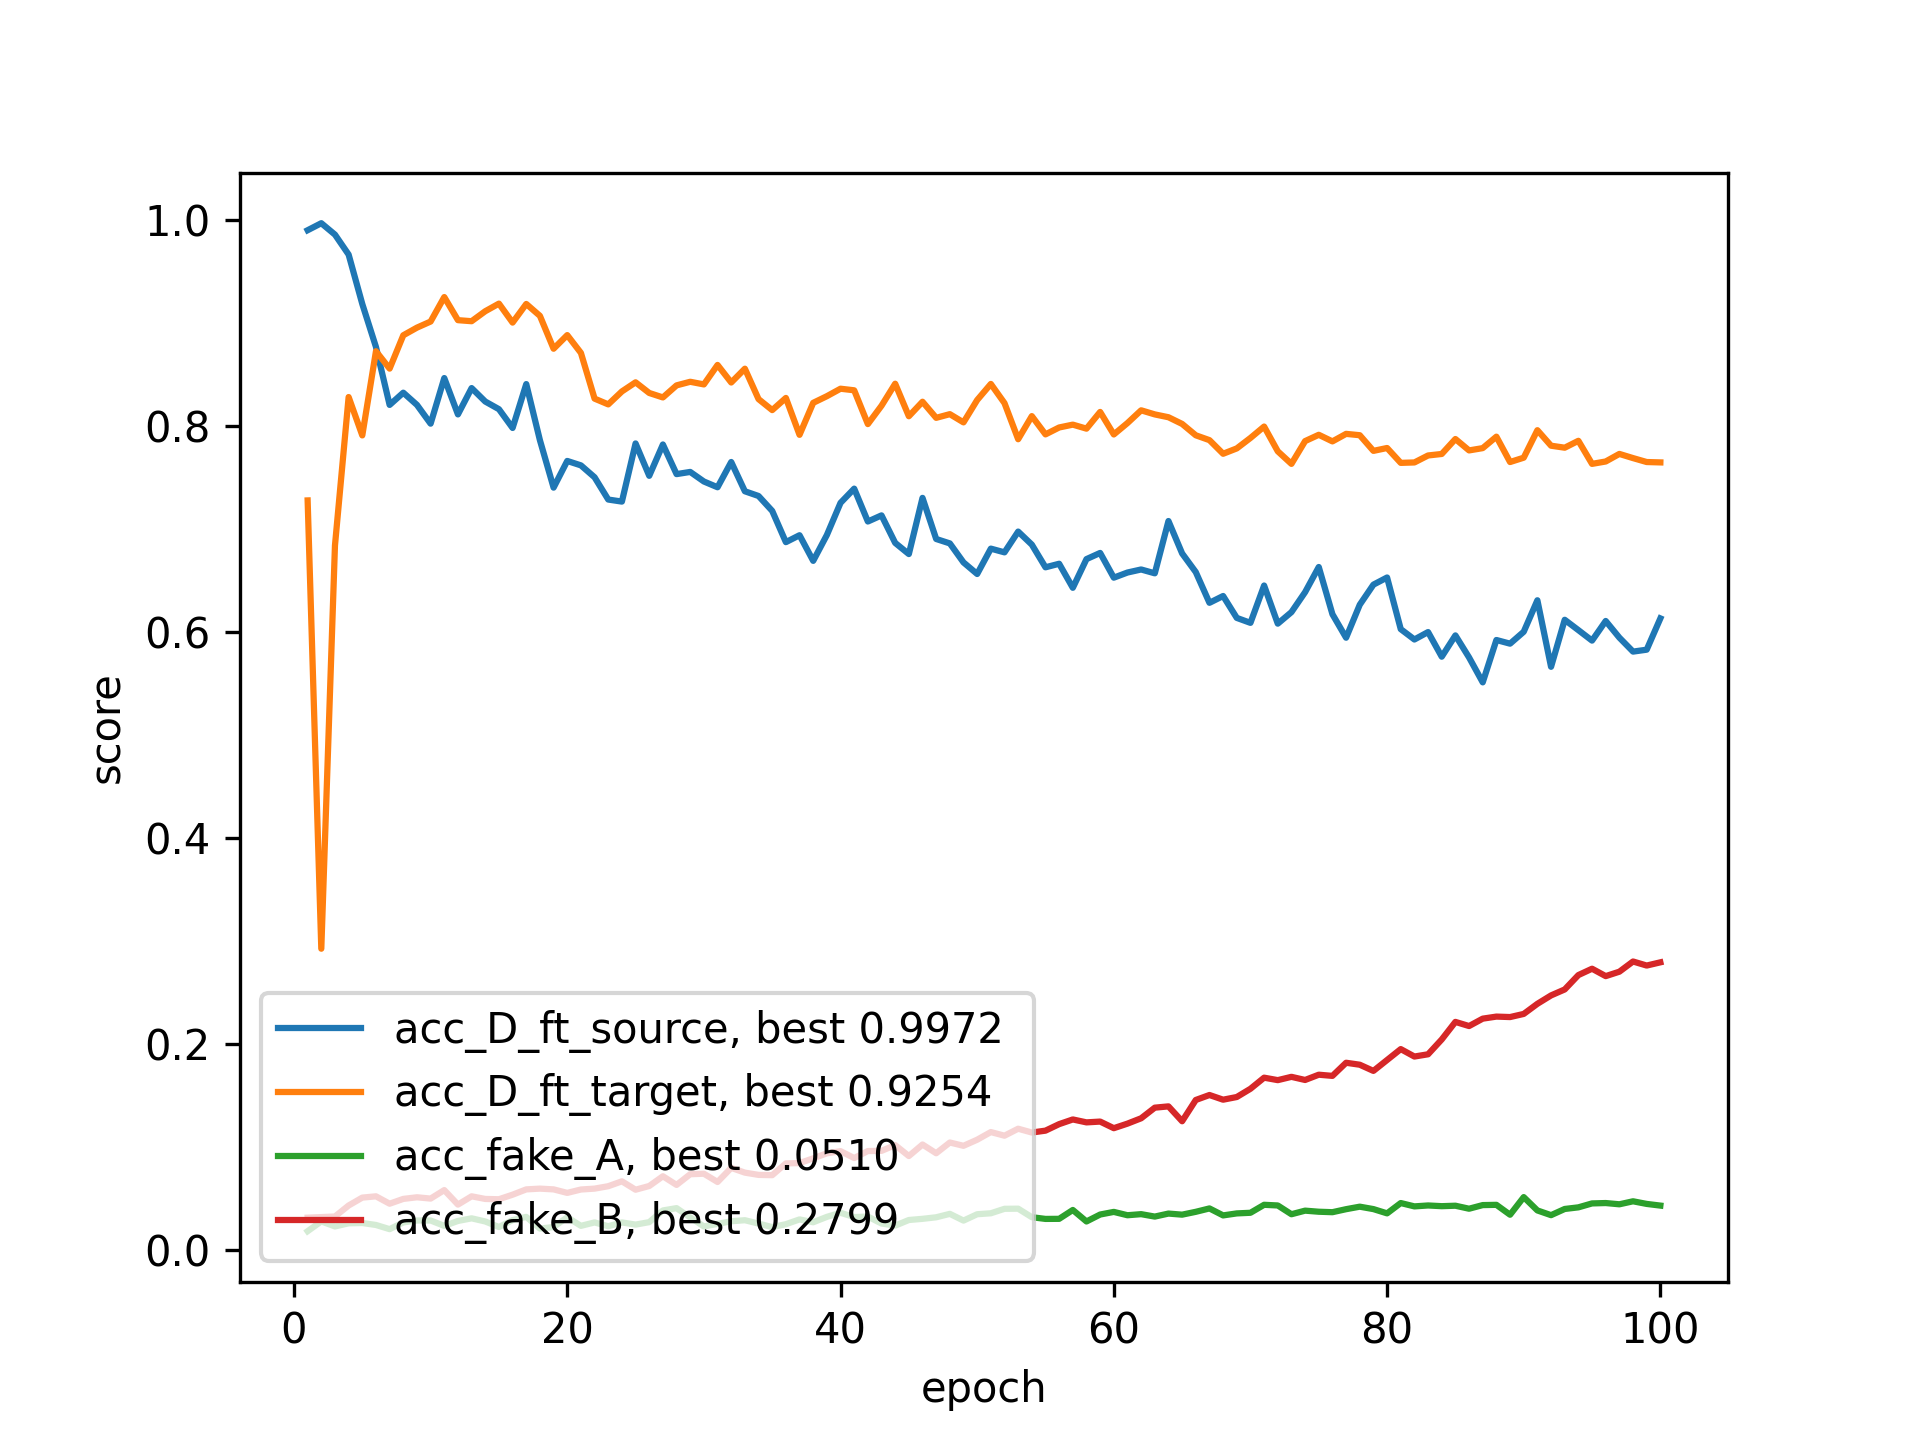 1.0
0.8
0.6
0.4
0.2
0.0
score
acc_D_ft_source, best 0.9972
acc_D_ft_target, best 0.9254
acc_fake_A, best 0.0510
acc_fake_B, best 0.2799
0 20 40 60 80 100
epoch